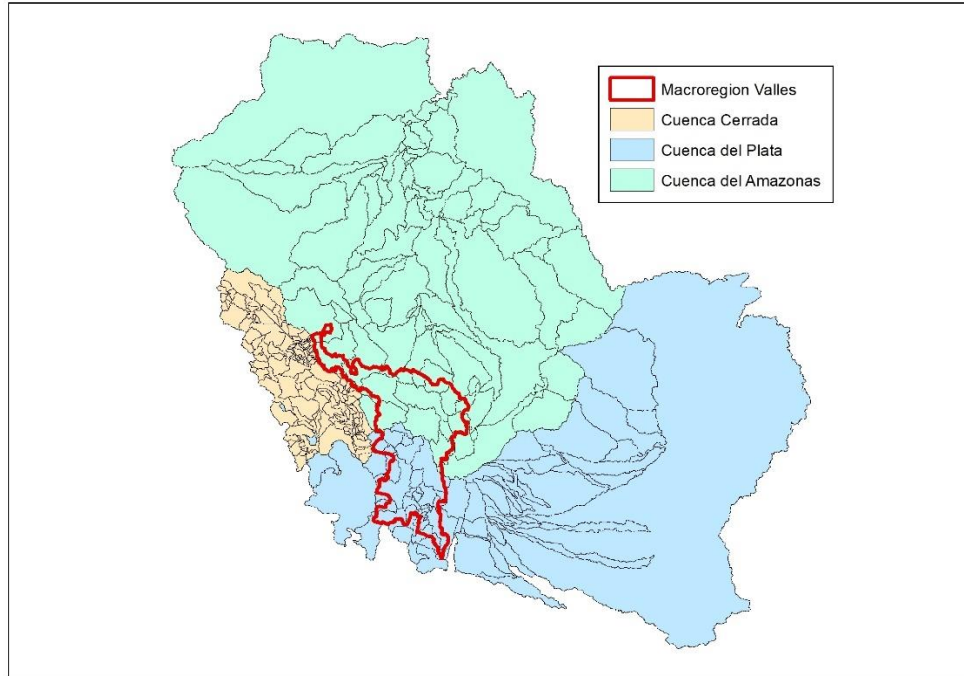 Macroregion Valles
Cuenca Cerrada
Cuenca del Plata
Cuenca del Amazonas